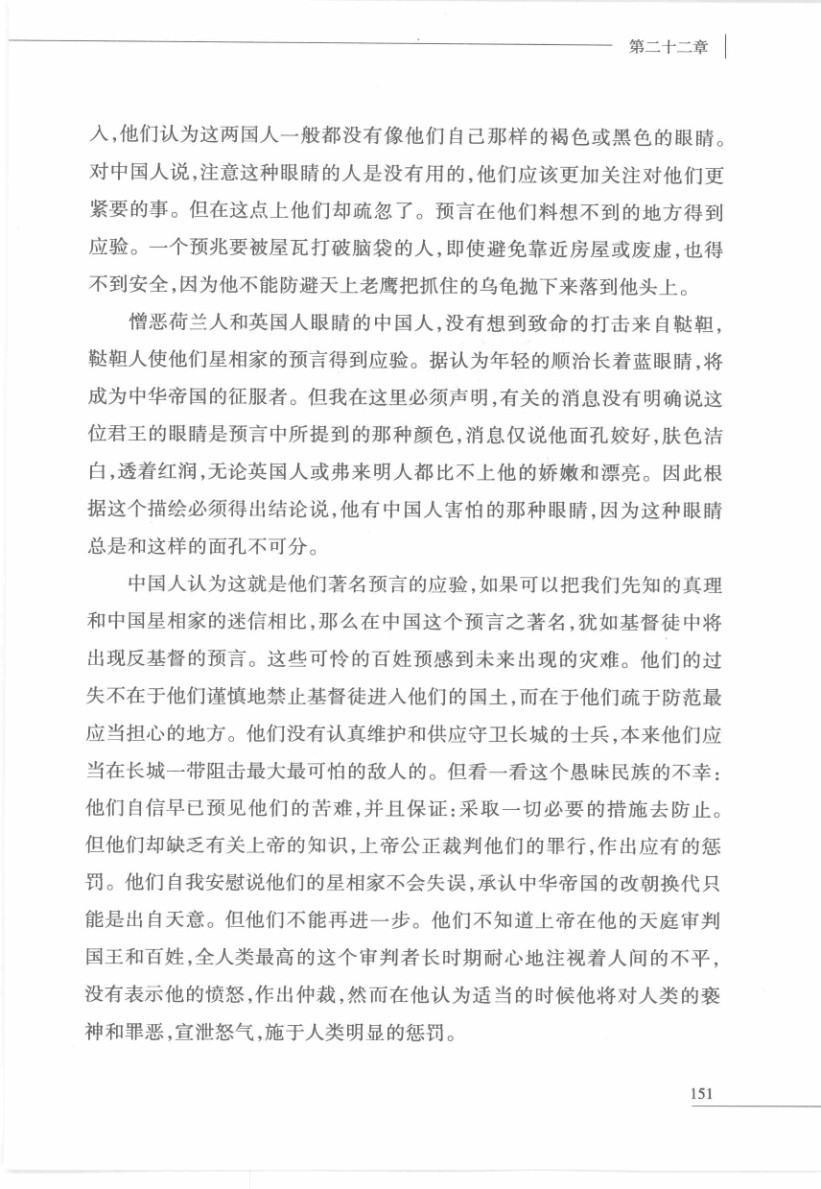 第二十二章
人,他们认为这两国人一般都没有像他们自己那样的褐色或黑色的眼睛。
对中国人说,注意这种眼睛的人是没有用的,他们应该更加关注对他们更
紧要的事。但在这点上他们却疏忽了。预言在他们料想不到的地方得到
应验。一个预兆要被屋瓦打破脑袋的人,即使避免靠近房屋或废虚,也得
不到安全,因为他不能防避天上老鹰把抓住的乌龟抛下来落到他头上。
憎恶荷兰人和英国人眼睛的中国人,没有想到致命的打击来自鞑靼,
鞑靼人使他们星相家的预言得到应验。据认为年轻的顺治长着蓝眼睛,将
成为中华帝国的征服者。但我在这里必须声明,有关的消息没有明确说这
位君王的眼睛是预言中所提到的那种颜色,消息仅说他面孔姣好,肤色洁
白,透着红润,无论英国人或弗来明人都比不上他的娇嫩和漂亮。因此根
据这个描绘必须得出结论说,他有中国人害怕的那种眼睛,因为这种眼睛
总是和这样的面孔不可分。
中国人认为这就是他们著名预言的应验,如果可以把我们先知的真理
和中国星相家的迷信相比,那么在中国这个预言之著名,犹如基督徒中将
出现反基督的预言。这些可怜的百姓预感到未来出现的灾难。他们的过
失不在于他们谨慎地禁止基督徒进入他们的国土,而在于他们疏于防范最
应当担心的地方。他们没有认真维护和供应守卫长城的士兵,本来他们应
当在长城一带阻击最大最可怕的敌人的。但看一看这个愚昧民族的不幸:
他们自信早已预见他们的苦难,并且保证:采取一切必要的措施去防止。
但他们却缺乏有关上帝的知识,上帝公正裁判他们的罪行,作出应有的惩
罚。他们自我安慰说他们的星相家不会失误,承认中华帝国的改朝换代只
能是出自天意。但他们不能再进一步。他们不知道上帝在他的天庭审判
国王和百姓,全人类最高的这个审判者长时期耐心地注视着人间的不平,
没有表示他的愤怒,作出仲裁,然而在他认为适当的时候他将对人类的亵
神和罪恶,宣泄怒气,施于人类明显的惩罚。
151